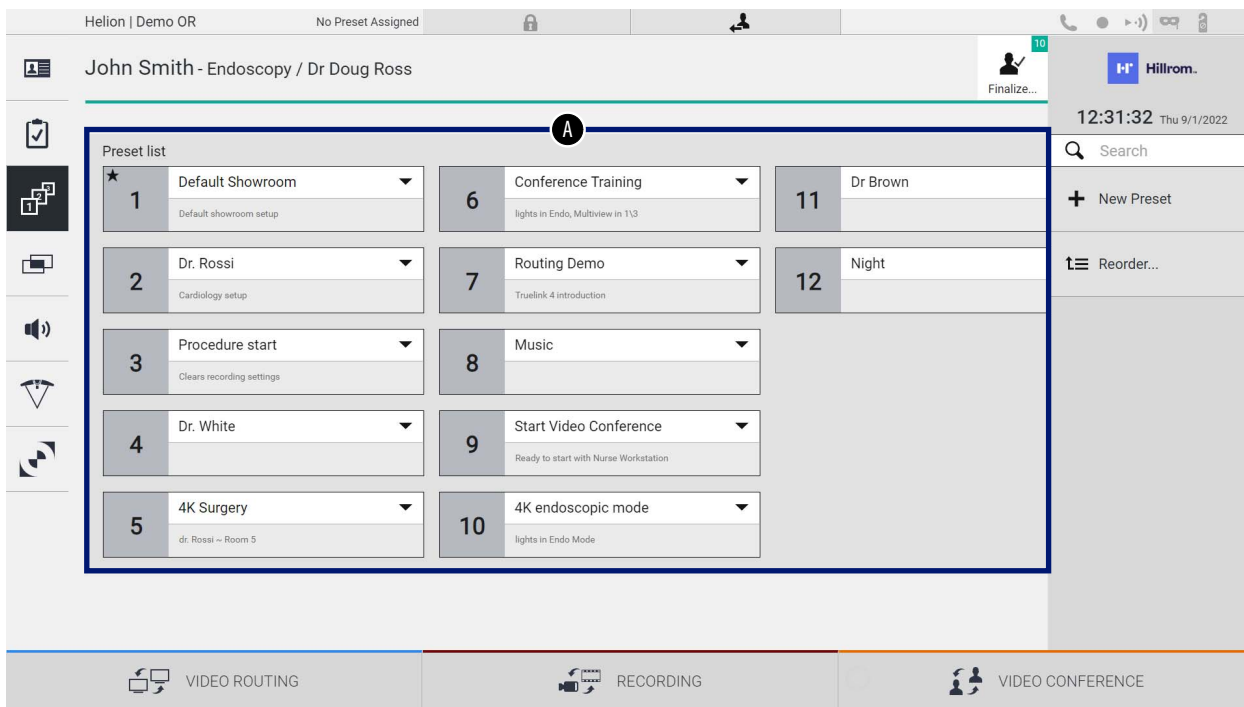 Helion | Demo OR
No Preset Assigned
John Smith - Endoscopy / Dr Doug Ross
10
Finalize...
Hillrom™
12:31:32 Thu 9/1/2022
Search
New Preset
Reorder...
A
Preset list
1
Default Showroom
Default showroom setup
2
Dr. Rossi
Cardiology setup
3
Procedure start
Clears recording settings
4
Dr. White
5
4K Surgery
dr. Rossi ~ Room 5
6
Conference Training
lights in Endo, Multiview in 1\3
7
Routing Demo
Truelink 4 introduction
8
Music
9
Start Video Conference
Ready to start with Nurse Workstation
10
4K endoscopic mode
lights in Endo Mode
11
Dr Brown
12
Night
VIDEO ROUTING
RECORDING
VIDEO CONFERENCE